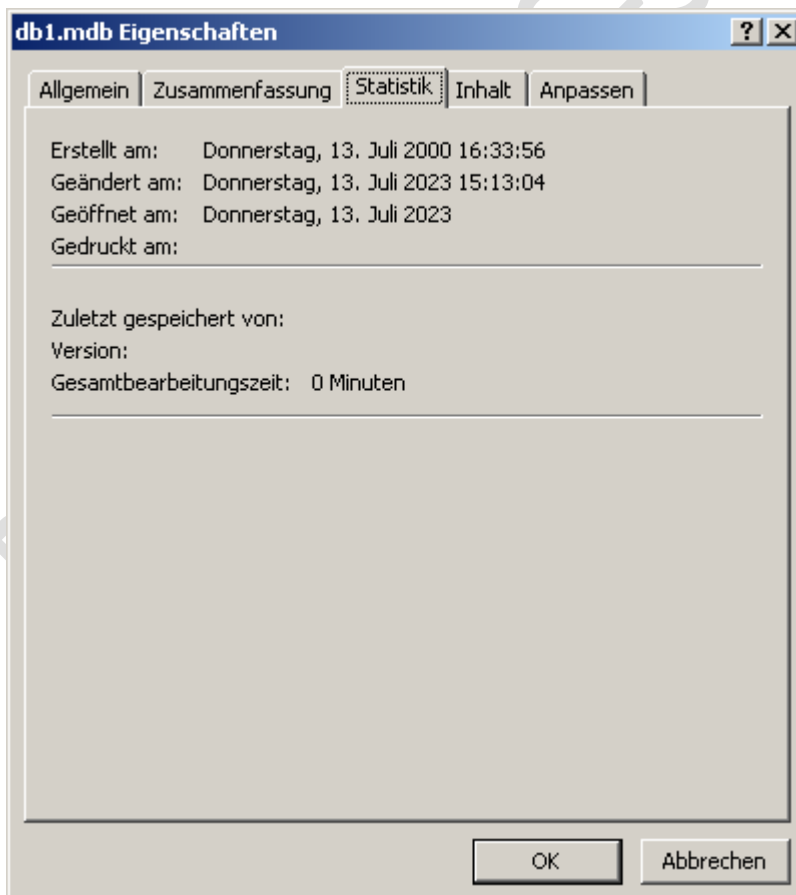 db1.mdb Eigenschaften
Allgemein Zusammenfassung Statistik Inhalt Anpassen
Erstellt am: Donnerstag, 13. Juli 2000 16:33:56
Geändert am: Donnerstag, 13. Juli 2023 15:13:04
Geöffnet am: Donnerstag, 13. Juli 2023
Gedruckt am:
Zuletzt gespeichert von:
Version:
Gesamtbearbeitungszeit: 0 Minuten
OK Abbrechen